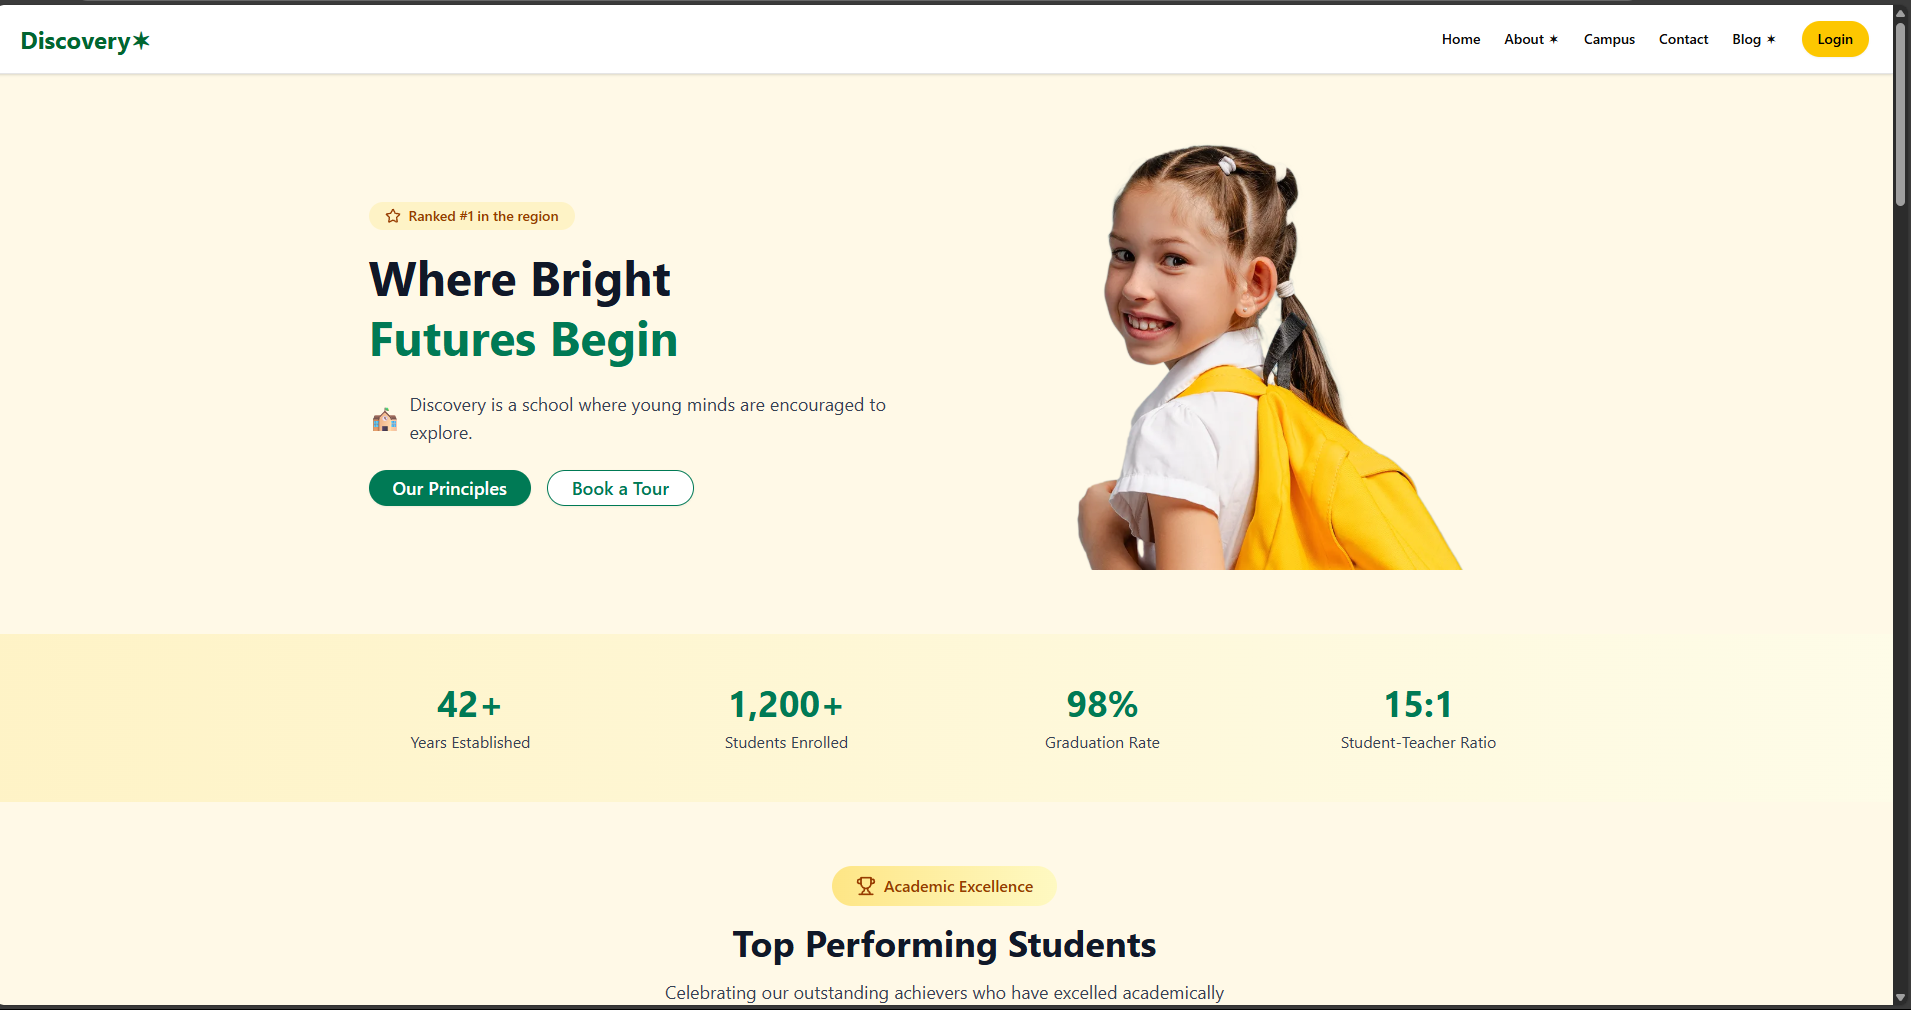 Discovery✶
Home About ✶ Campus Contact Blog ✶ Login
Ranked #1 in the region
Where Bright
Futures Begin
Discovery is a school where young minds are encouraged to
explore.
Our Principles Book a Tour
42+ 1,200+ 98% 15:1
Years Established Students Enrolled Graduation Rate Student-Teacher Ratio
Academic Excellence
Top Performing Students
Celebrating our outstanding achievers who have excelled academically